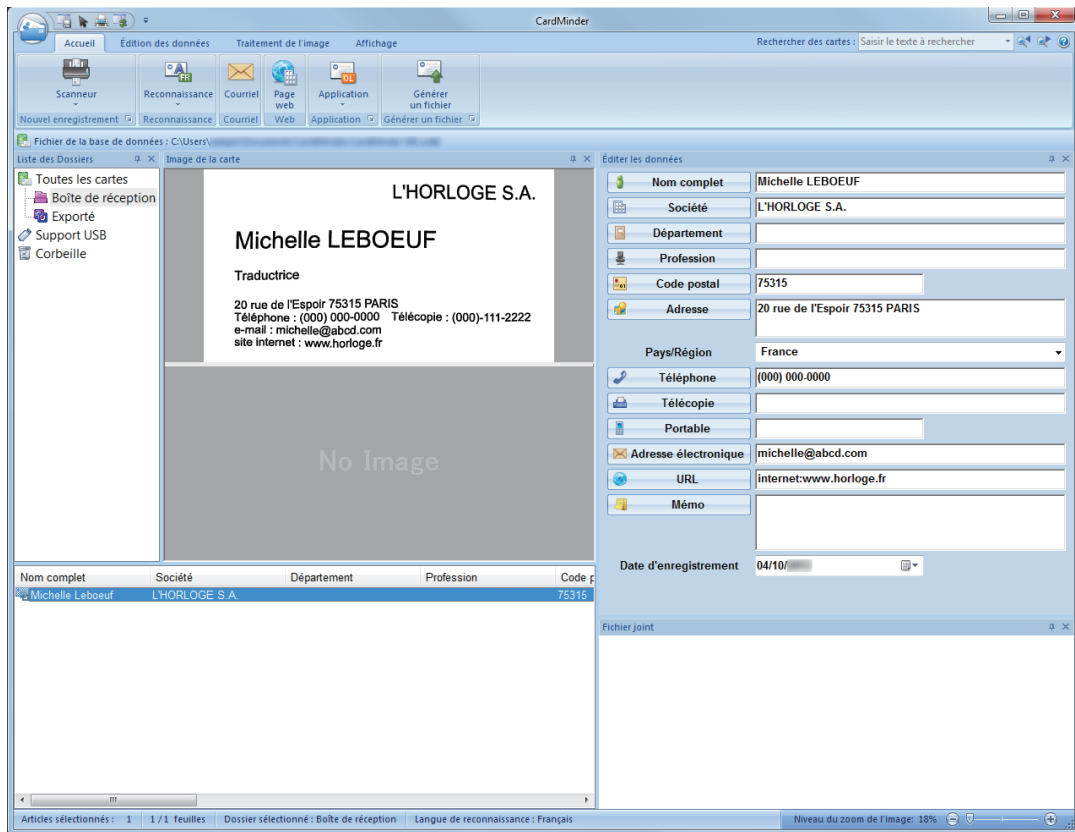 CardMinder
Accueil Édition des données Traitement de l'image Affichage
Rechercher des cartes : Saisir le texte à rechercher
Scanneur
Reconnaissance
Courriel
Page web
Application
Générer un fichier
Nouvel enregistrement Reconnaissance Courriel Web Application Générer un fichier
Fichier de la base de données : C:\Users\
Liste des Dossiers
Toutes les cartes
Boîte de réception
Exporté
Support USB
Corbeille
Image de la carte
L'HORLOGE S.A.
Michelle LEBOEUF
Traductrice
20 rue de l'Espoir 75315 PARIS
Téléphone : (000) 000-0000 Télécopie : (000)-111-2222
e-mail : michelle@abcd.com
site internet : www.horloge.fr
No Image
Éditer les données
Nom complet Michelle LEBOEUF
Société L'HORLOGE S.A.
Département
Profession
Code postal 75315
Adresse 20 rue de l'Espoir 75315 PARIS
Pays/Région France
Téléphone (000) 000-0000
Télécopie
Portable
Adresse électronique michelle@abcd.com
URL internet:www.horloge.fr
Mémo
Date d'enregistrement 04/10/
Nom complet Société Département Profession Code p
Michelle Leboeuf L'HORLOGE S.A. 75315
Fichier joint
Articles sélectionnés : 1 1 / 1 feuilles Dossier sélectionné : Boîte de réception Langue de reconnaissance : Français Niveau du zoom de l'image: 18%